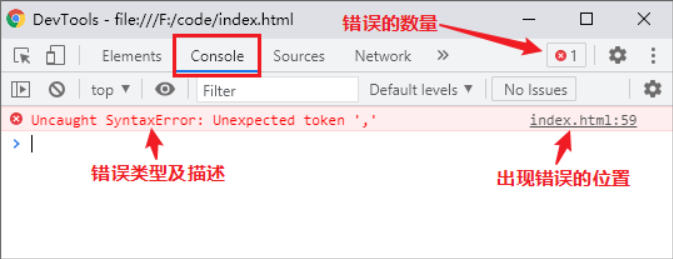 DevTools - file:///F:/code/index.html
错误的数量
Elements Console Sources Network » 1
top ▼ Filter Default levels ▼ No Issues
Uncaught SyntaxError: Unexpected token ',' index.html:59
>
错误类型及描述
出现错误的位置